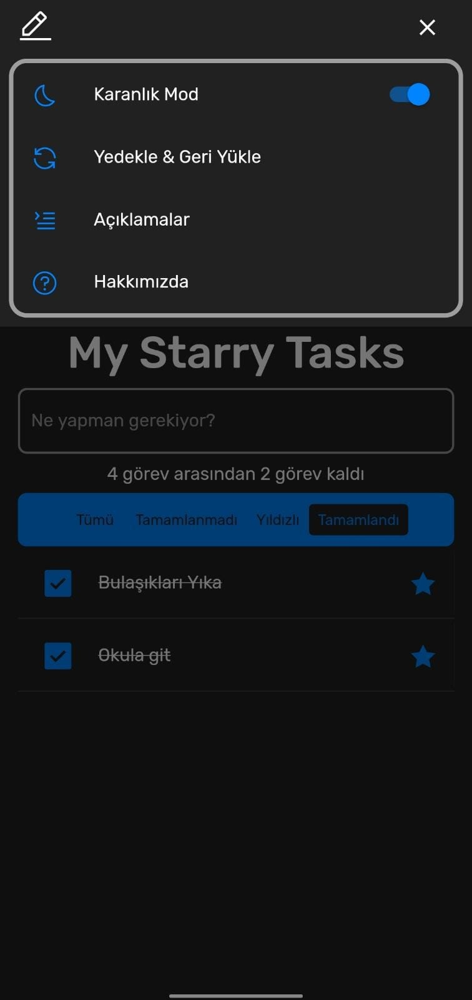 Karanlık Mod
Yedekle & Geri Yükle
Açıklamalar
Hakkımızda
My Starry Tasks
Ne yapman gerekiyor?
4 görev arasından 2 görev kaldı
Tümü Tamamlanmadı Yıldızlı Tamamlandı
Bulaşıkları Yıka
Okula git